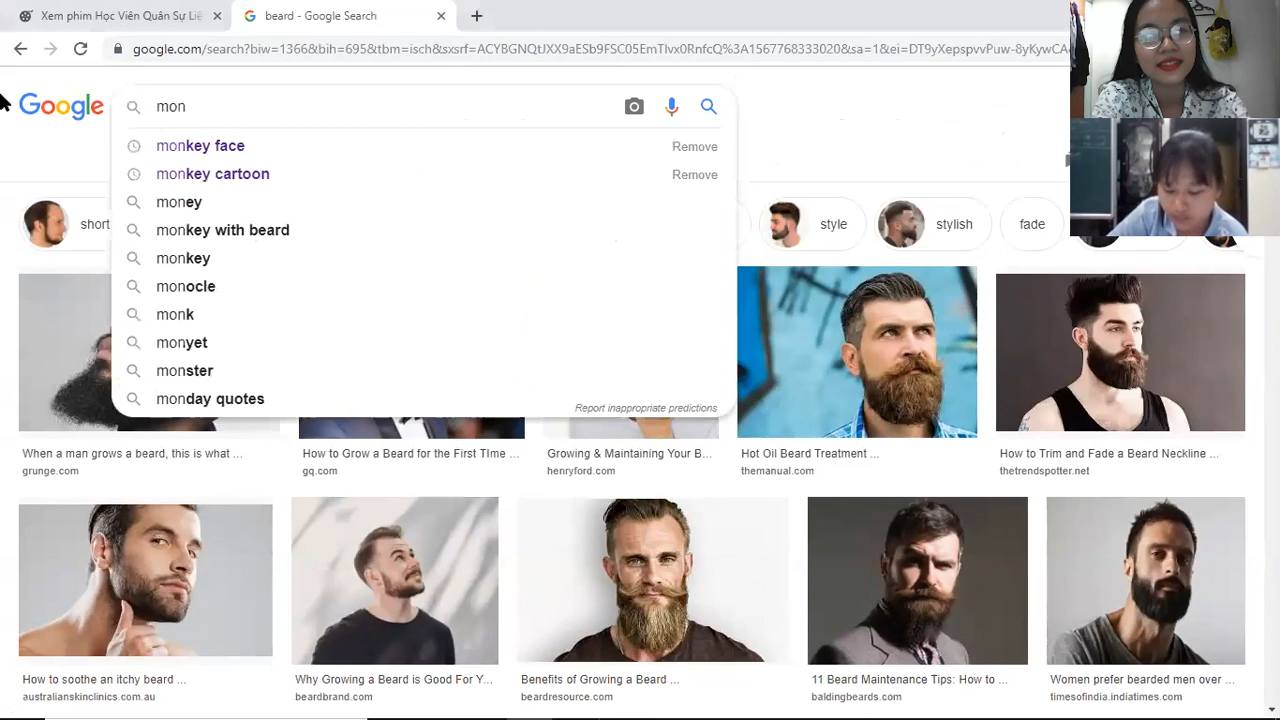 Xem phim Học Viện Quân Sự Liệ
beard - Google Search
google.com/search?biw=1366&bih=695&tbm=isch&sxsrf=ACYBGNQtJXX9aESb9FSC05EmTlvx0RnfcQ%3A1567768333020&sa=1&ei=DT9yXepspvvPuw-8yKywCA
Google
mon
monkey face Remove
monkey cartoon Remove
money
monkey with beard
monkey
monocle
monk
monyet
monster
monday quotes
Report inappropriate predictions
short
style
stylish
fade
When a man grows a beard, this is what ...
grunge.com
How to Grow a Beard for the First TIme ...
gq.com
Growing & Maintaining Your B...
henryford.com
Hot Oil Beard Treatment ...
themanual.com
How to Trim and Fade a Beard Neckline ...
thetrendspotter.net
How to soothe an itchy beard ...
australianskinclinics.com.au
Why Growing a Beard is Good For Y...
beardbrand.com
Benefits of Growing a Beard ...
beardresource.com
11 Beard Maintenance Tips: How to ...
baldingbeards.com
Women prefer bearded men over ...
timesofindia.indiatimes.com